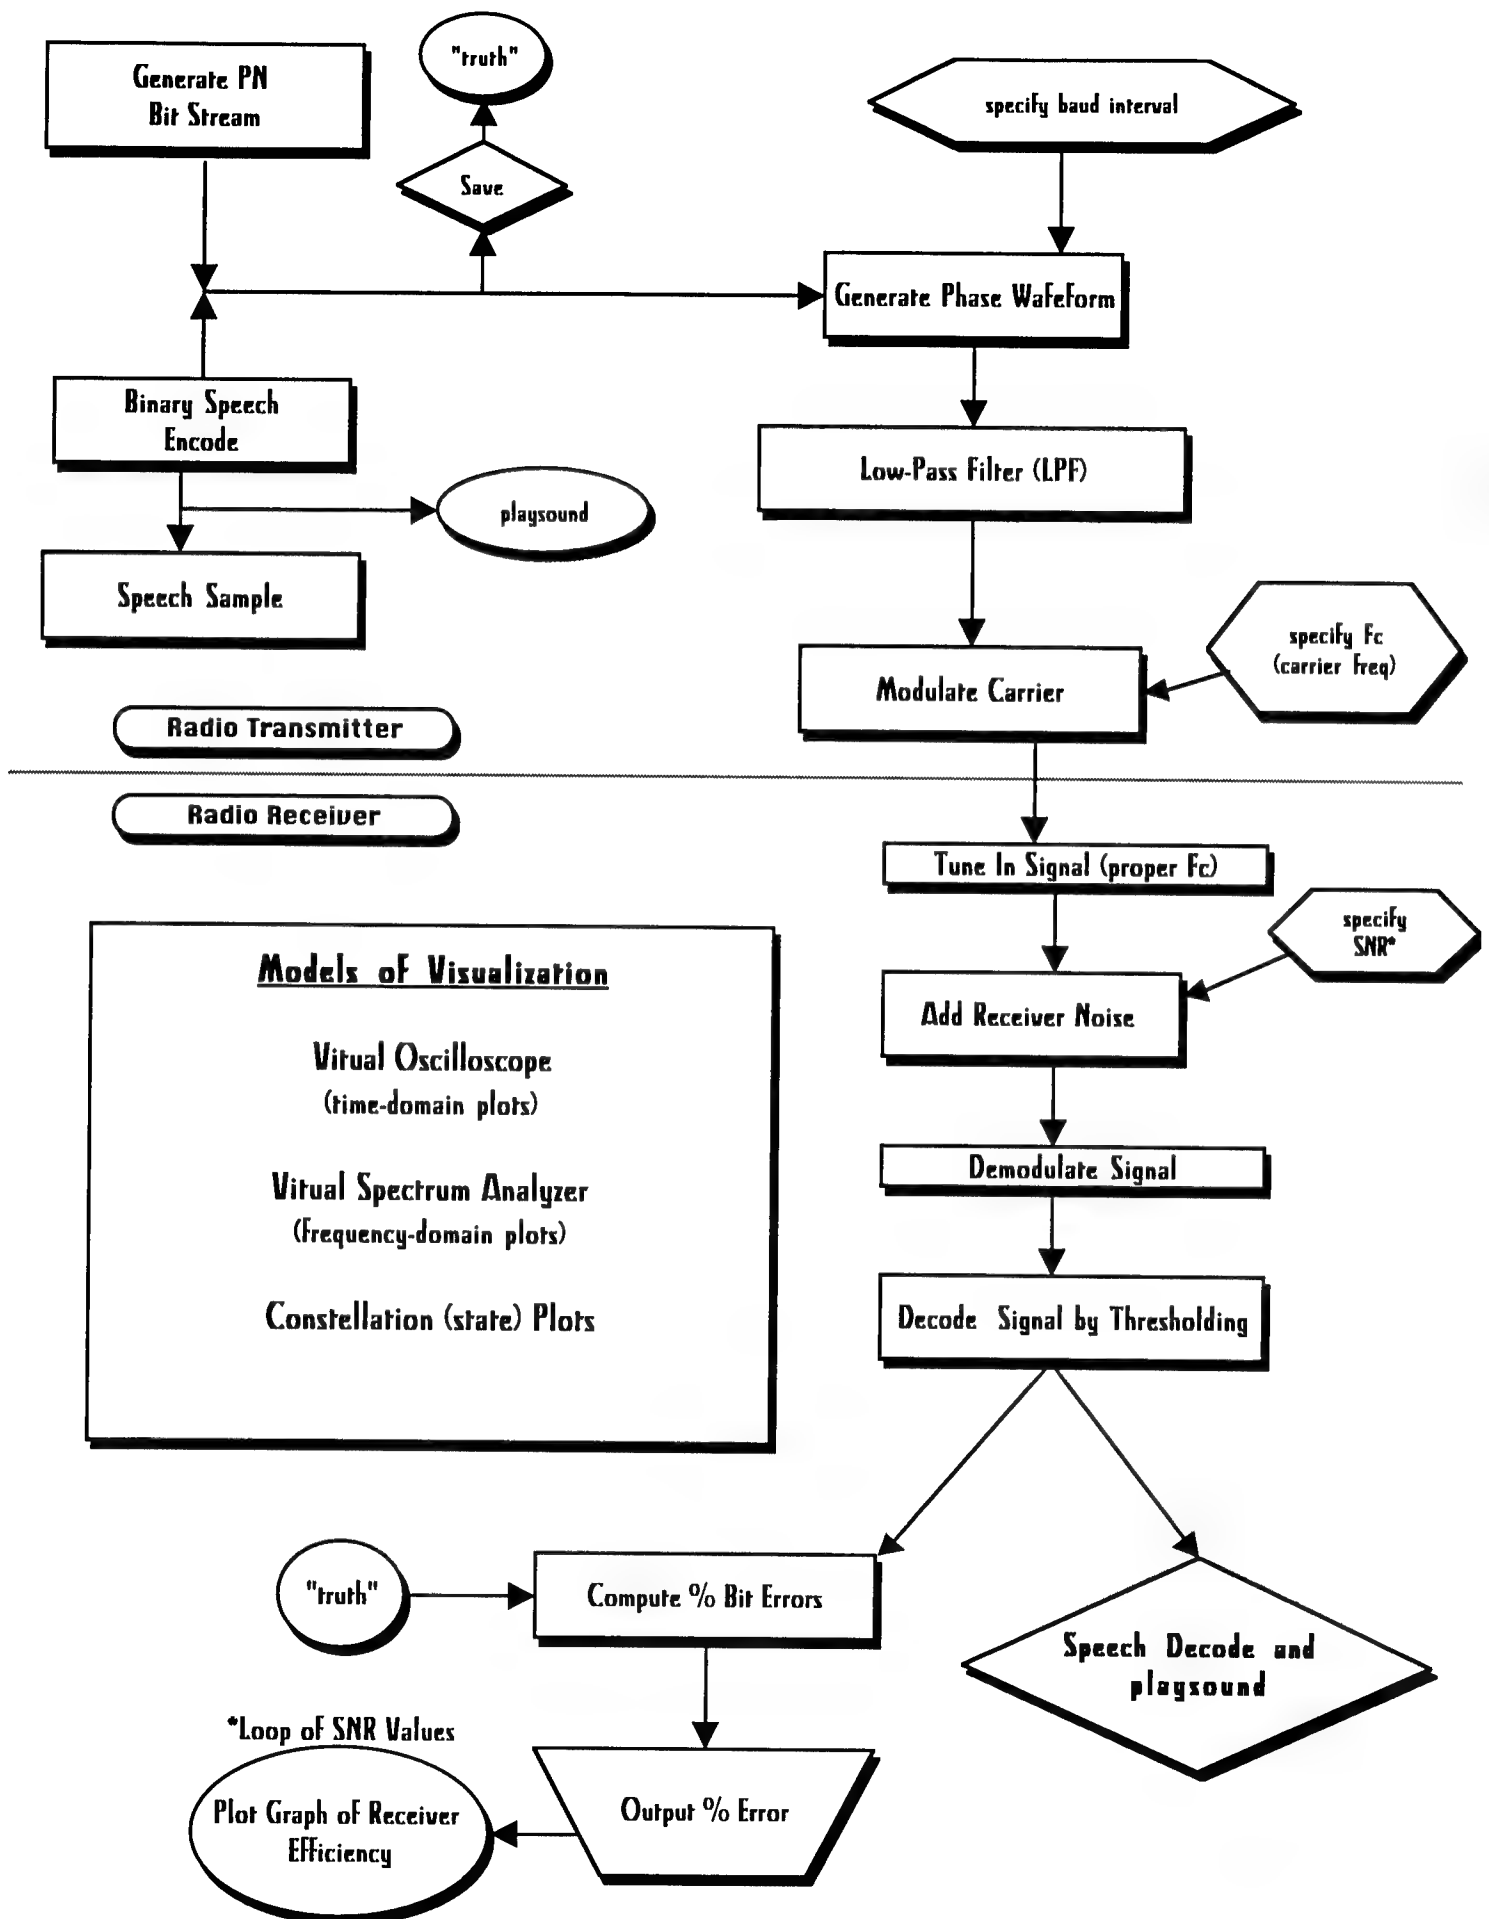 Generate PN
Bit Stream
"truth"
Save
specify baud interval
Generate Phase Wafeform
Binary Speech
Encode
playsound
Speech Sample
Low-Pass Filter (LPF)
specify Fc
(carrier freq)
Modulate Carrier
Radio Transmitter
Radio Receiver
Tune In Signal (proper Fc)
specify
SNR*
Add Receiver Noise
Models of Visualization
Vitual Oscilloscope
(time-domain plots)
Vitual Spectrum Analyzer
(frequency-domain plots)
Constellation (state) Plots
Demodulate Signal
Decode Signal by Thresholding
"truth"
Compute % Bit Errors
Speech Decode and
playsound
*Loop of SNR Values
Plot Graph of Receiver
Efficiency
Output % Error